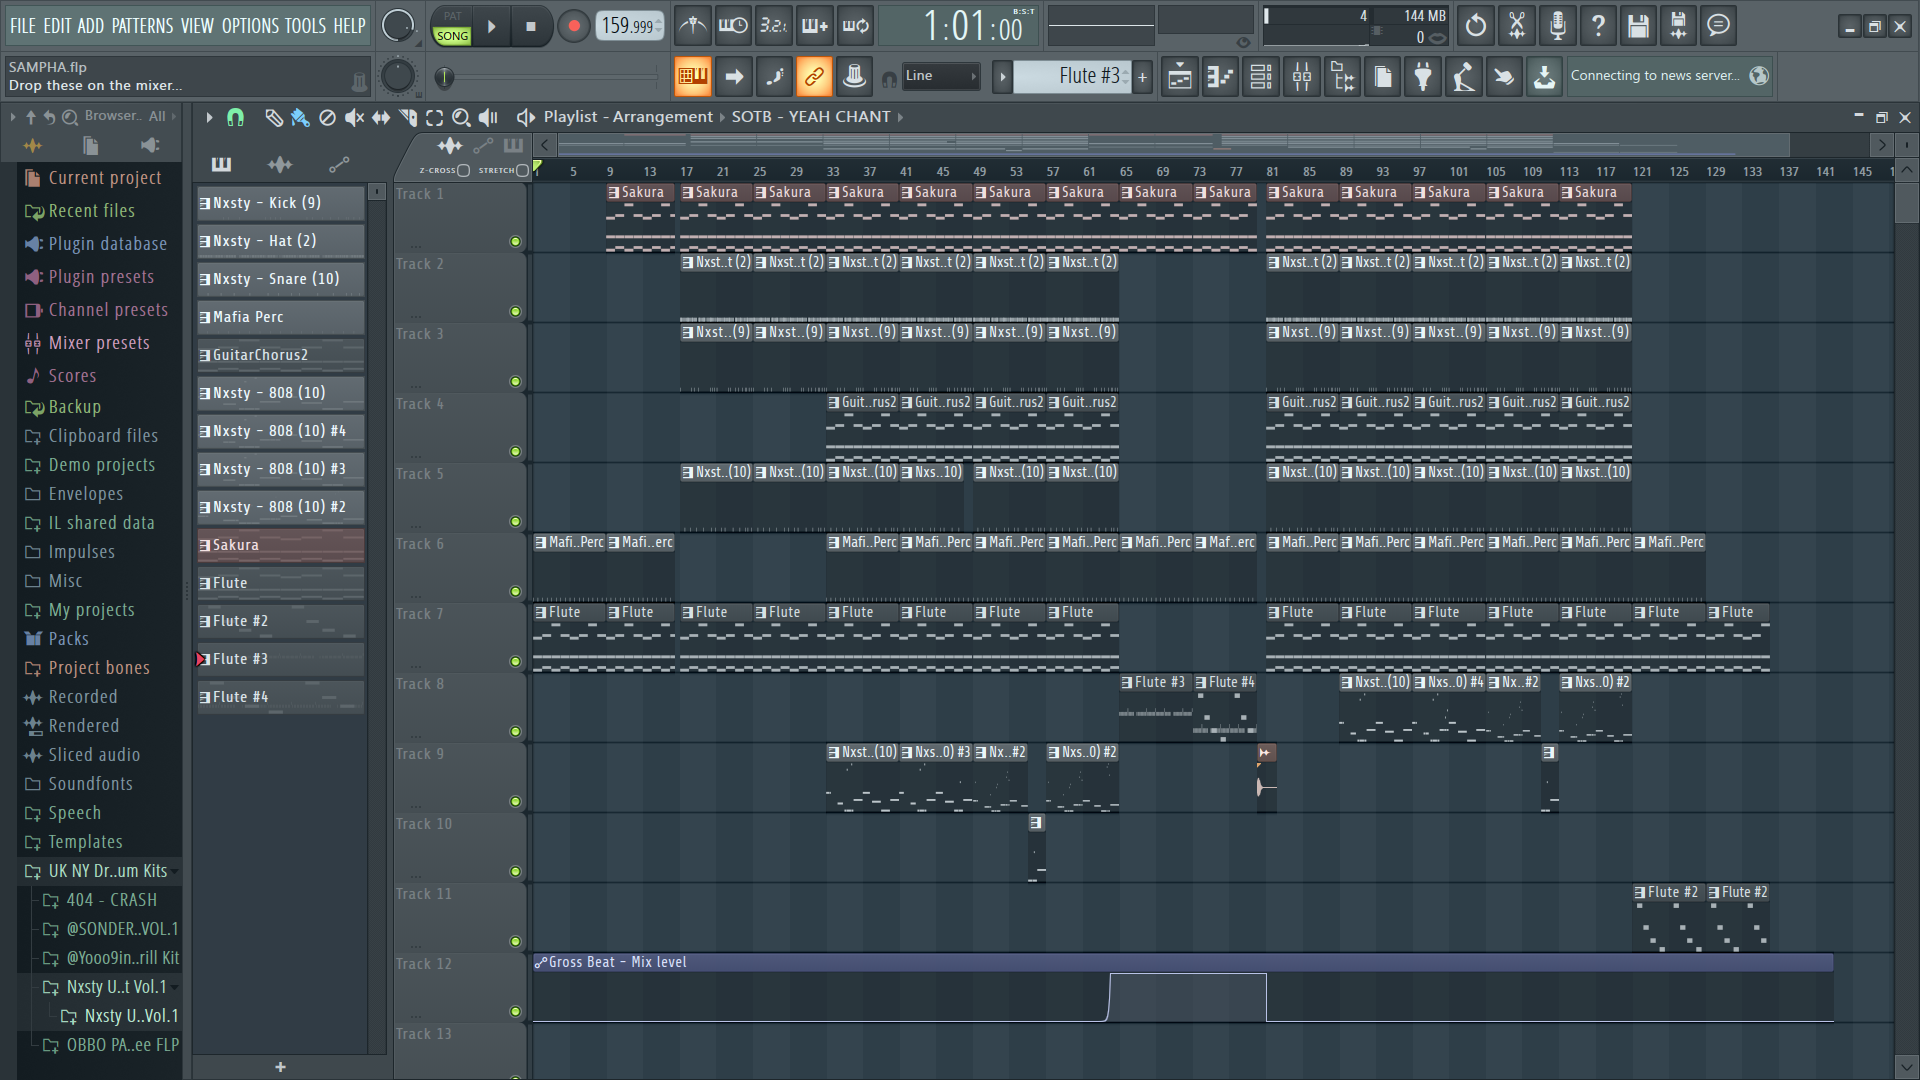 FILE EDIT ADD PATTERNS VIEW OPTIONS TOOLS HELP
PAT
SONG
159.999
3.2.
1:01:00
B:S:T
4
144 MB
0
SAMPHA.flp
Drop these on the mixer...
Line
Flute #3
Connecting to news server...
Browser.. All
Playlist - Arrangement › SOTB - YEAH CHANT
Z-CROSS STRETCH
5 9 13 17 21 25 29 33 37 41 45 49 53 57 61 65 69 73 77 81 85 89 93 97 101 105 109 113 117 121 125 129 133 137 141 145
Current project
Recent files
Plugin database
Plugin presets
Channel presets
Mixer presets
Scores
Backup
Clipboard files
Demo projects
Envelopes
IL shared data
Impulses
Misc
My projects
Packs
Project bones
Recorded
Rendered
Sliced audio
Soundfonts
Speech
Templates
UK NY Dr..um Kits
404 - CRASH
@SONDER..VOL.1
@Yooo9in..rill Kit
Nxsty U..t Vol.1
Nxsty U..Vol.1
OBBO PA..ee FLP
Nxsty - Kick (9)
Nxsty - Hat (2)
Nxsty - Snare (10)
Mafia Perc
GuitarChorus2
Nxsty - 808 (10)
Nxsty - 808 (10) #4
Nxsty - 808 (10) #3
Nxsty - 808 (10) #2
Sakura
Flute
Flute #2
Flute #3
Flute #4
+
Track 1
Sakura Sakura Sakura Sakura Sakura Sakura Sakura Sakura Sakura Sakura Sakura Sakura Sakura Sakura
Track 2
Nxst..t (2) Nxst..t (2) Nxst..t (2) Nxst..t (2) Nxst..t (2) Nxst..t (2) Nxst..t (2) Nxst..t (2) Nxst..t (2) Nxst..t (2) Nxst..t (2)
Track 3
Nxst..(9) Nxst..(9) Nxst..(9) Nxst..(9) Nxst..(9) Nxst..(9) Nxst..(9) Nxst..(9) Nxst..(9) Nxst..(9) Nxst..(9)
Track 4
Guit..rus2 Guit..rus2 Guit..rus2 Guit..rus2 Guit..rus2 Guit..rus2 Guit..rus2 Guit..rus2 Guit..rus2
Track 5
Nxst..(10) Nxst..(10) Nxst..(10) Nxs..10) Nxst..(10) Nxst..(10) Nxst..(10) Nxst..(10) Nxst..(10) Nxst..(10) Nxst..(10)
Track 6
Mafi..Perc Mafi..erc Mafi..Perc Mafi..Perc Mafi..Perc Mafi..Perc Mafi..Perc Maf..erc Mafi..Perc Mafi..Perc Mafi..Perc Mafi..Perc Mafi..Perc Mafi..Perc
Track 7
Flute Flute Flute Flute Flute Flute Flute Flute Flute Flute Flute Flute Flute Flute Flute
Track 8
Flute #3 Flute #4 Nxst..(10) Nxs..0) #4 Nx..#2 Nxs..0) #2
Track 9
Nxst..(10) Nxs..0) #3 Nx..#2 Nxs..0) #2
Track 10
Track 11
Flute #2 Flute #2
Track 12
Gross Beat - Mix level
Track 13